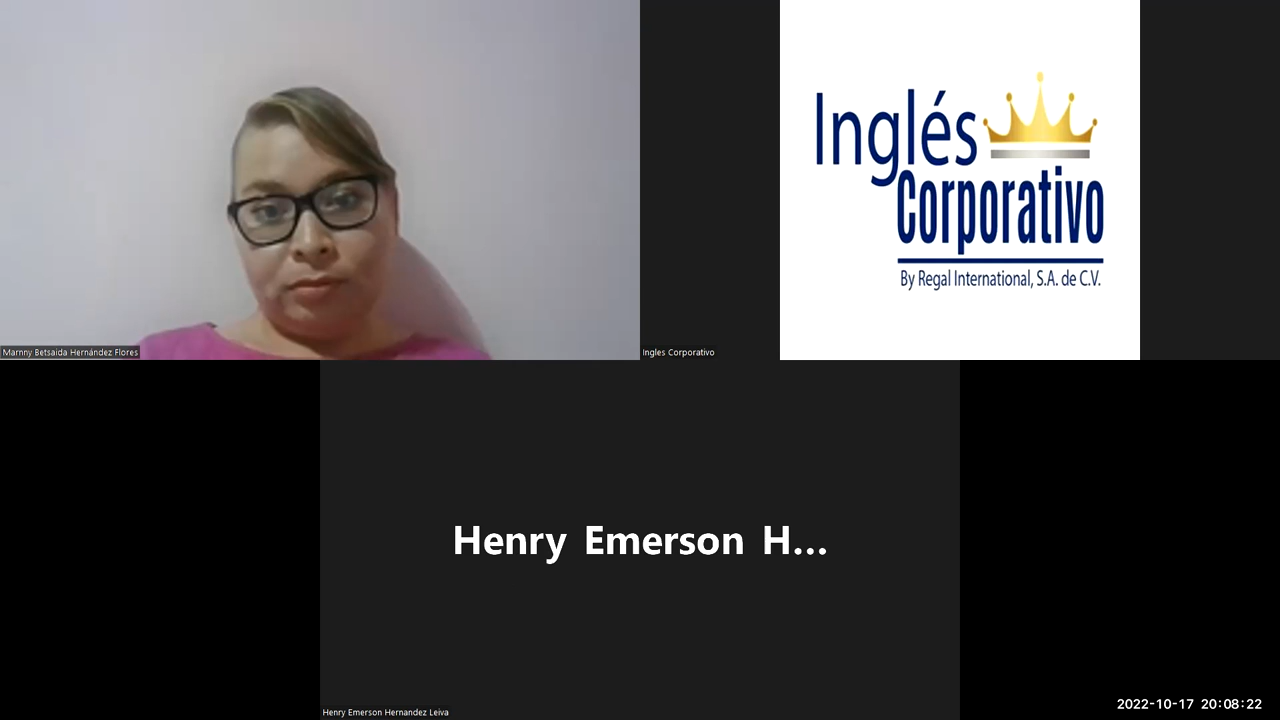 Inglés
Corporativo
By Regal International, S.A. de C.V.
Marnny Betsaida Hernández Flores
Ingles Corporativo
Henry Emerson H...
Henry Emerson Hernandez Leiva
2022-10-17 20:08:22